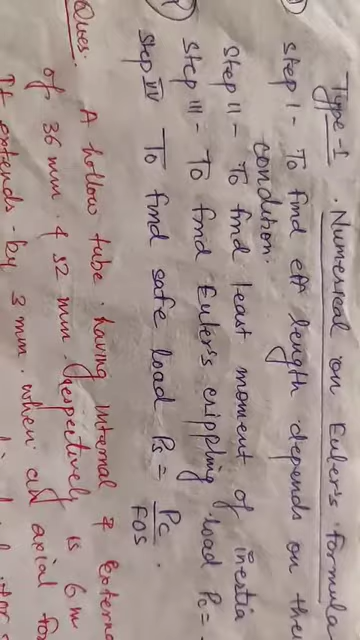 Type-I. Numerical on Euler's formula
Step I - To find eff length depends on the
condition.
Step II - To find least moment of inertia
Step III - To find Euler's crippling load Pc =
Step IV To find safe load Ps = Pc/FOS.
Ques. A hollow tube having internal & extern
of 36 mm & 52 mm respectively is 6 m
It extends by 3 mm when an axial fo